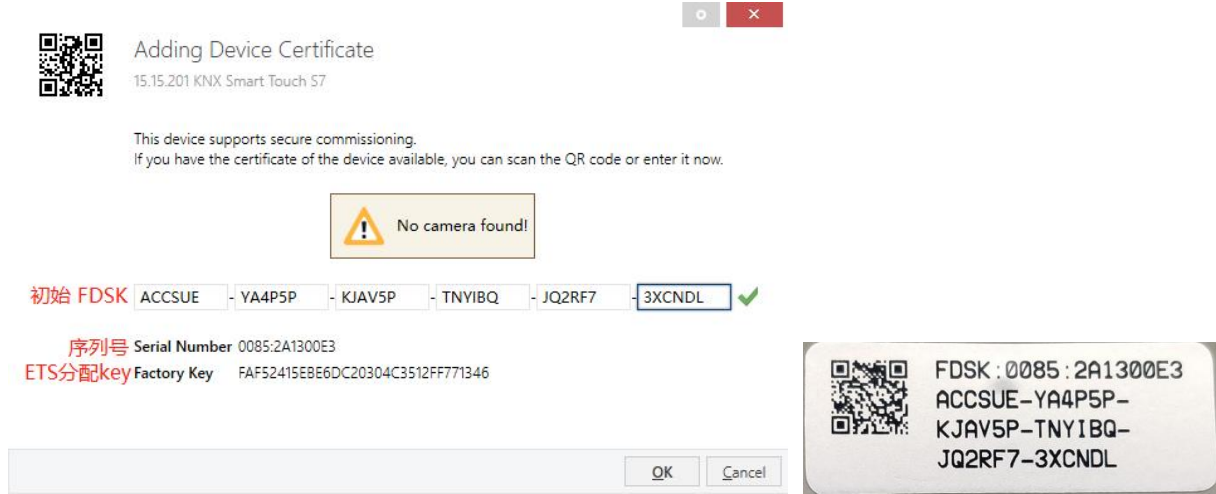 Adding Device Certificate
15.15.201 KNX Smart Touch S7
This device supports secure commissioning.
If you have the certificate of the device available, you can scan the QR code or enter it now.
No camera found!
初始 FDSK ACCSUE - YA4P5P - KJAV5P - TNYIBQ - JQ2RF7 - 3XCNDL
序列号 Serial Number 0085:2A1300E3
ETS分配key Factory Key FAF52415EBE6DC20304C3512FF771346
OK Cancel
FDSK:0085:2A1300E3
ACCSUE-YA4P5P-
KJAV5P-TNYIBQ-
JQ2RF7-3XCNDL